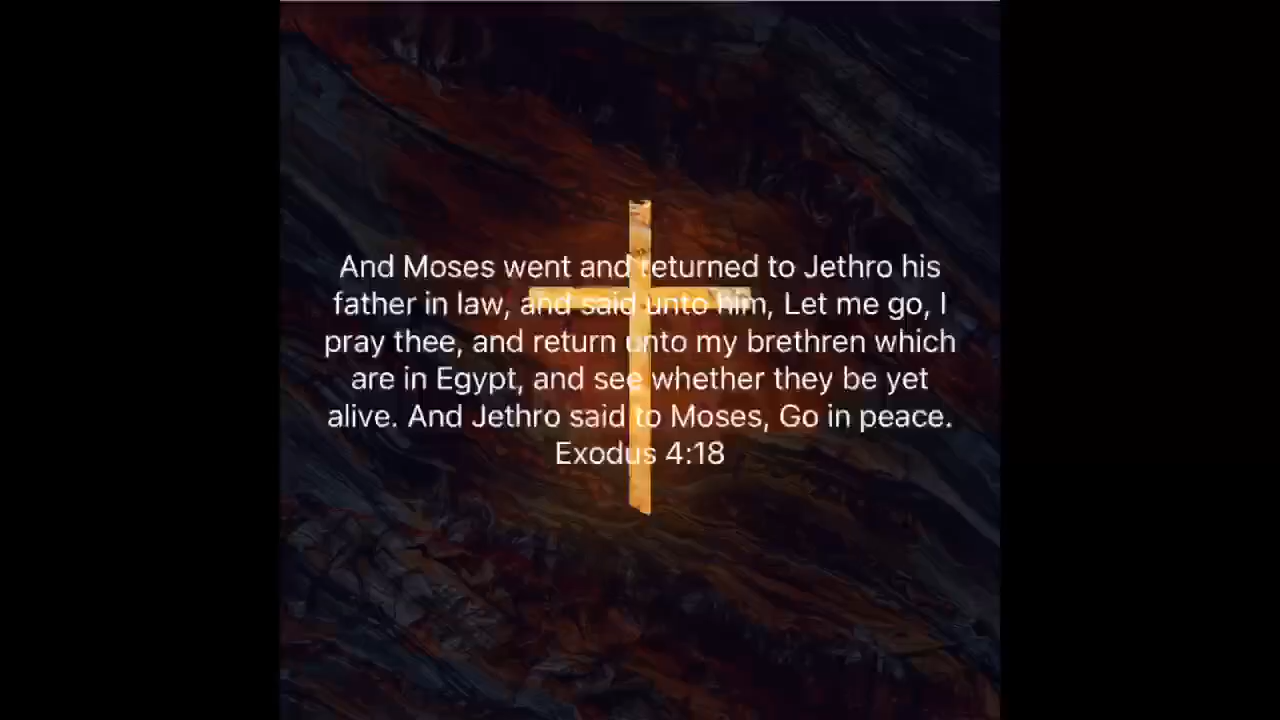 And Moses went and returned to Jethro his
father in law, and said unto him, Let me go, I
pray thee, and return unto my brethren which
are in Egypt, and see whether they be yet
alive. And Jethro said to Moses, Go in peace.
Exodus 4:18